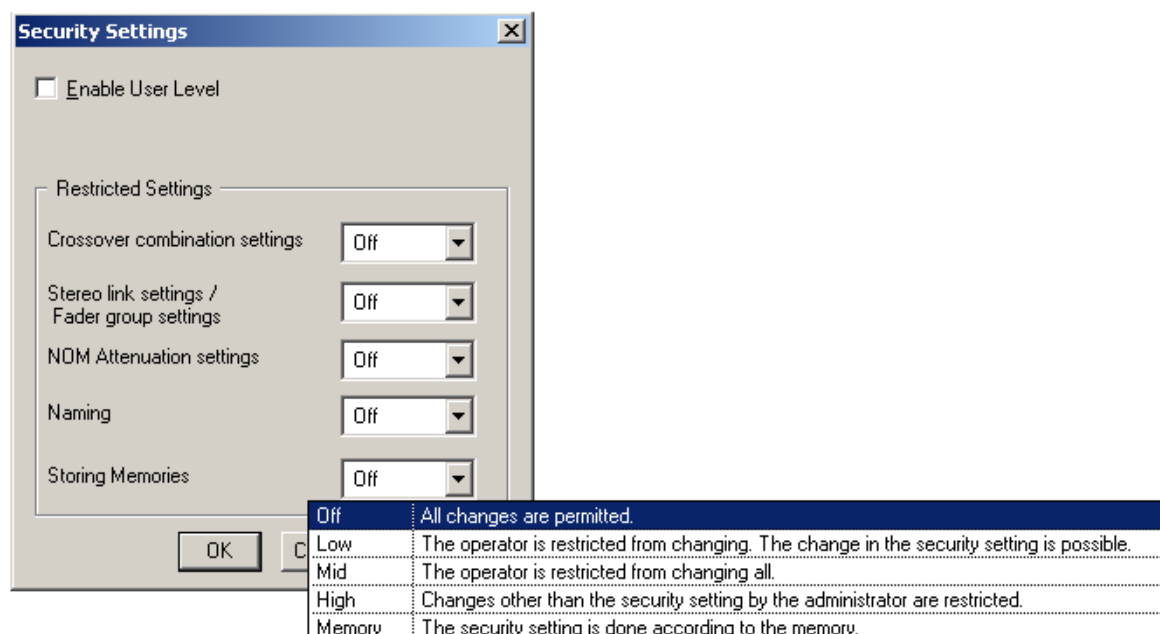 Security Settings
Enable User Level
Restricted Settings
Crossover combination settings
Off
Stereo link settings /
Fader group settings
Off
NOM Attenuation settings
Off
Naming
Off
Storing Memories
Off
OK
C
Off All changes are permitted.
Low The operator is restricted from changing. The change in the security setting is possible.
Mid The operator is restricted from changing all.
High Changes other than the security setting by the administrator are restricted.
Memory The security setting is done according to the memory.